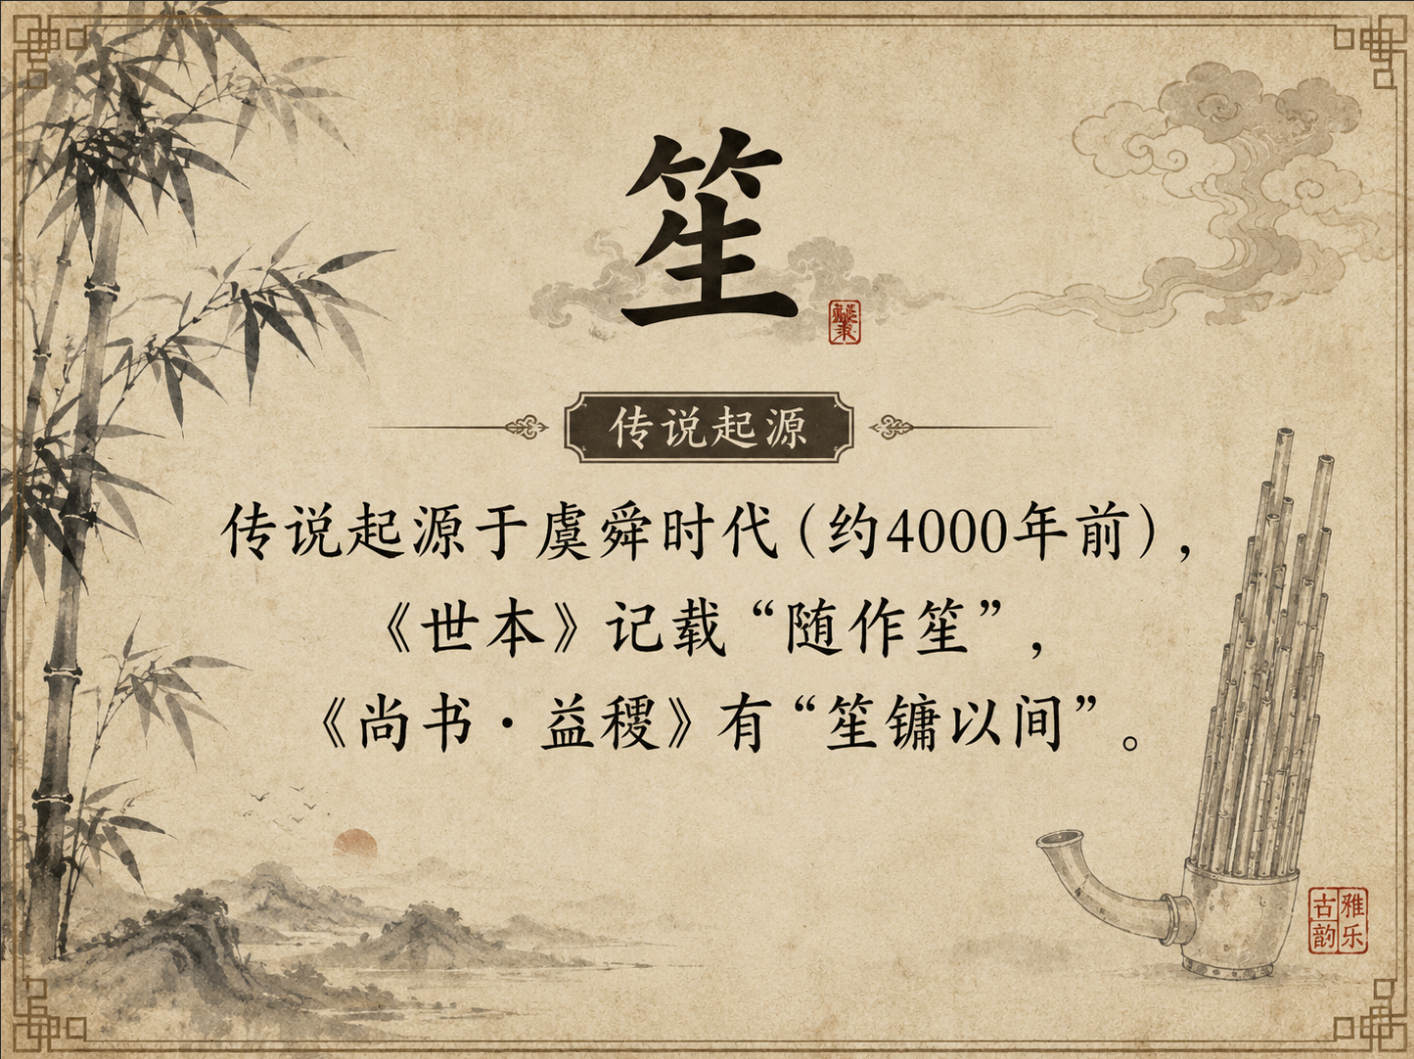 笙
传说起源
传说起源于虞舜时代（约4000年前），
《世本》记载“随作笙”，
《尚书·益稷》有“笙镛以间”。
雅乐
古韵